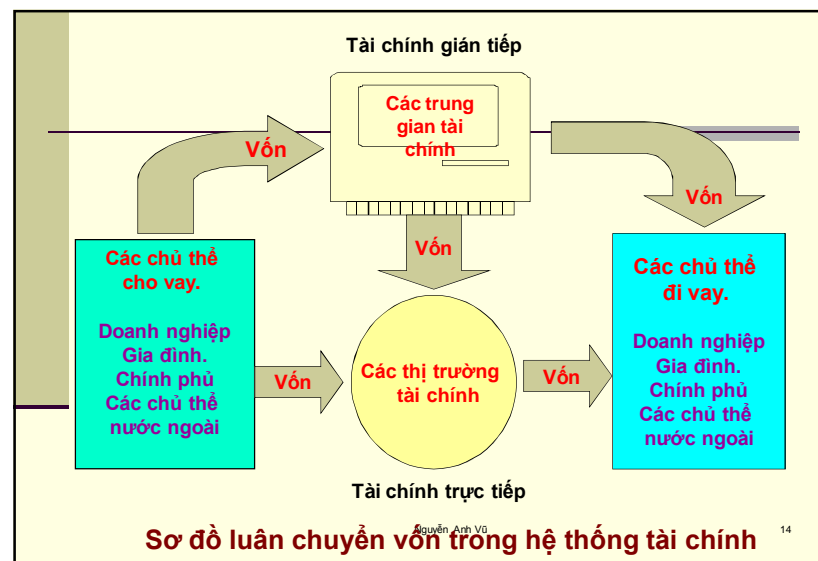 Tài chính gián tiếp
Các trung
gian tài
chính
Vốn
Vốn
Vốn
Các chủ thể
cho vay.
Doanh nghiệp
Gia đình.
Chính phủ
Các chủ thể
nước ngoài
Vốn
Các thị trường
tài chính
Vốn
Các chủ thể
đi vay.
Doanh nghiệp
Gia đình.
Chính phủ
Các chủ thể
nước ngoài
Tài chính trực tiếp
Nguyễn Anh Vũ
14
Sơ đồ luân chuyển vốn trong hệ thống tài chính